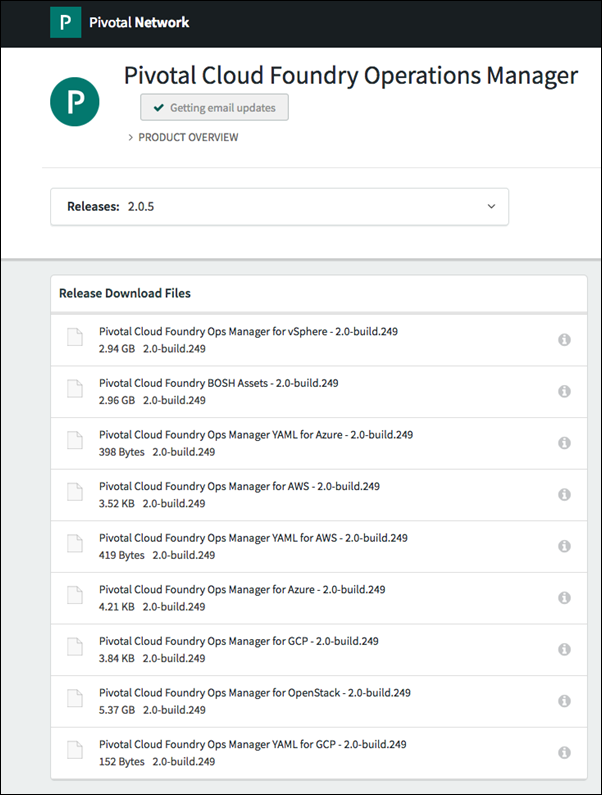 P Pivotal Network
P
Pivotal Cloud Foundry Operations Manager
✔ Getting email updates
> PRODUCT OVERVIEW
Releases: 2.0.5
Release Download Files
Pivotal Cloud Foundry Ops Manager for vSphere - 2.0-build.249
2.94 GB 2.0-build.249
Pivotal Cloud Foundry BOSH Assets - 2.0-build.249
2.96 GB 2.0-build.249
Pivotal Cloud Foundry Ops Manager YAML for Azure - 2.0-build.249
398 Bytes 2.0-build.249
Pivotal Cloud Foundry Ops Manager for AWS - 2.0-build.249
3.52 KB 2.0-build.249
Pivotal Cloud Foundry Ops Manager YAML for AWS - 2.0-build.249
419 Bytes 2.0-build.249
Pivotal Cloud Foundry Ops Manager for Azure - 2.0-build.249
4.21 KB 2.0-build.249
Pivotal Cloud Foundry Ops Manager for GCP - 2.0-build.249
3.84 KB 2.0-build.249
Pivotal Cloud Foundry Ops Manager for OpenStack - 2.0-build.249
5.37 GB 2.0-build.249
Pivotal Cloud Foundry Ops Manager YAML for GCP - 2.0-build.249
152 Bytes 2.0-build.249